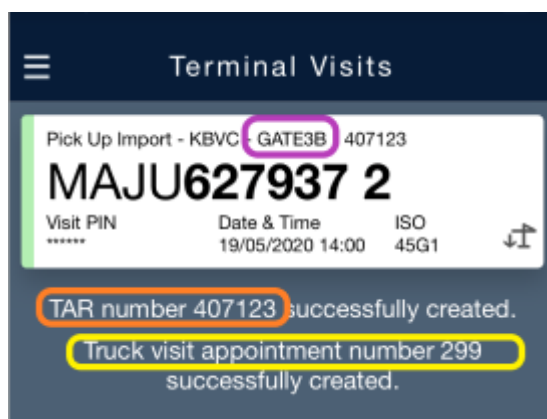 Terminal Visits
Pick Up Import - KBVC - GATE3B 407123
MAJU627937 2
Visit PIN Date & Time ISO
****** 19/05/2020 14:00 45G1
TAR number 407123 successfully created.
Truck visit appointment number 299
successfully created.